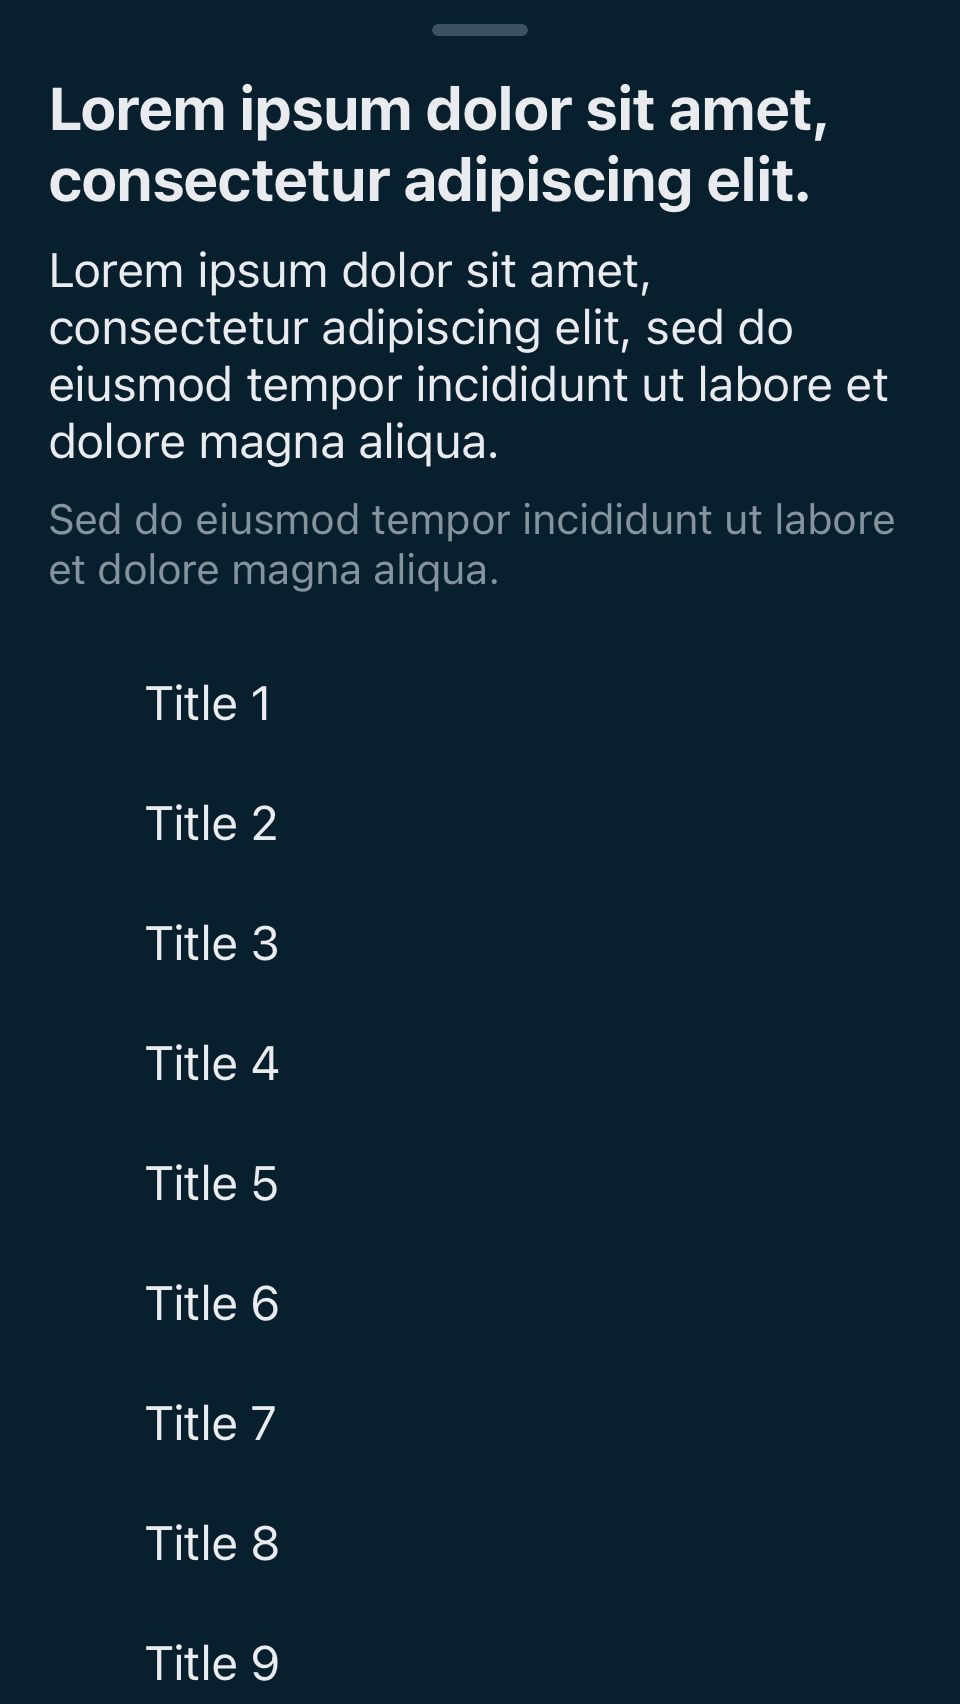 Lorem ipsum dolor sit amet,
consectetur adipiscing elit.
Lorem ipsum dolor sit amet,
consectetur adipiscing elit, sed do
eiusmod tempor incididunt ut labore et
dolore magna aliqua.
Sed do eiusmod tempor incididunt ut labore
et dolore magna aliqua.
Title 1
Title 2
Title 3
Title 4
Title 5
Title 6
Title 7
Title 8
Title 9